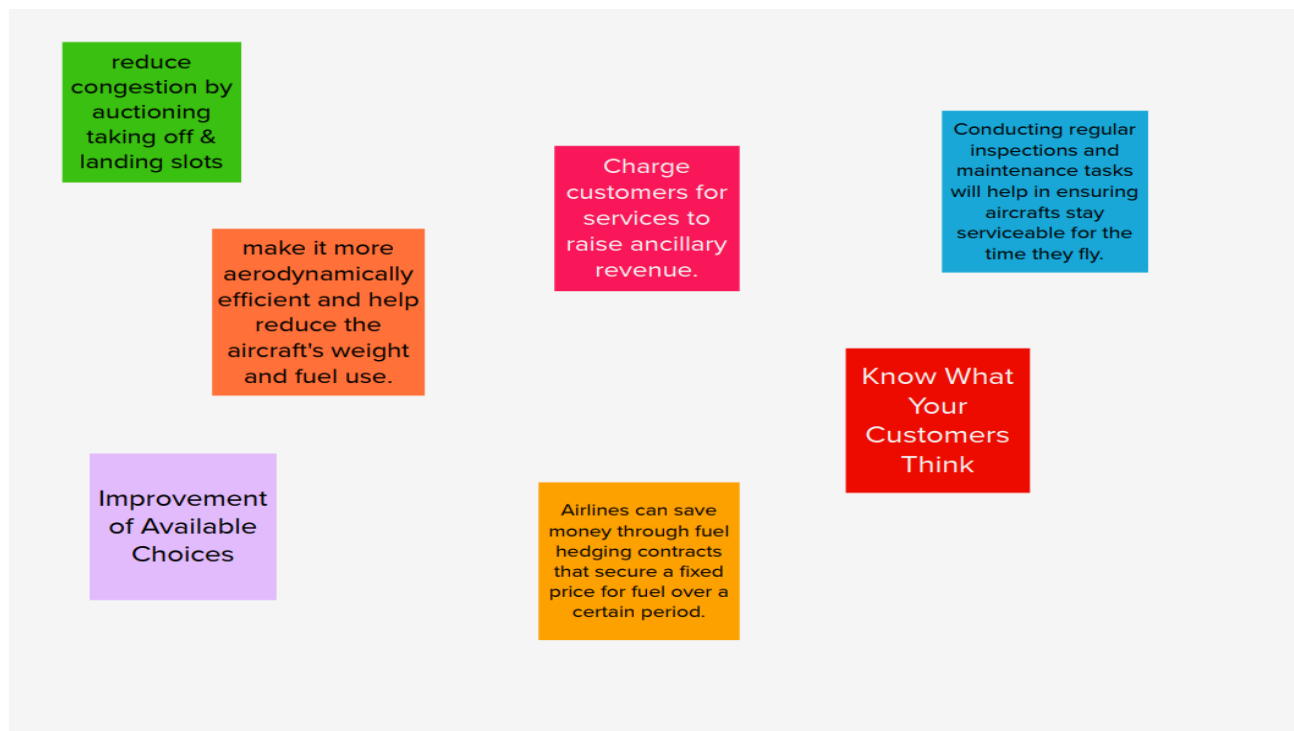 reduce
congestion by
auctioning
taking off &
landing slots
make it more
aerodynamically
efficient and help
reduce the
aircraft's weight
and fuel use.
Improvement
of Available
Choices
Charge
customers for
services to
raise ancillary
revenue.
Airlines can save
money through fuel
hedging contracts
that secure a fixed
price for fuel over a
certain period.
Conducting regular
inspections and
maintenance tasks
will help in ensuring
aircrafts stay
serviceable for the
time they fly.
Know What
Your
Customers
Think